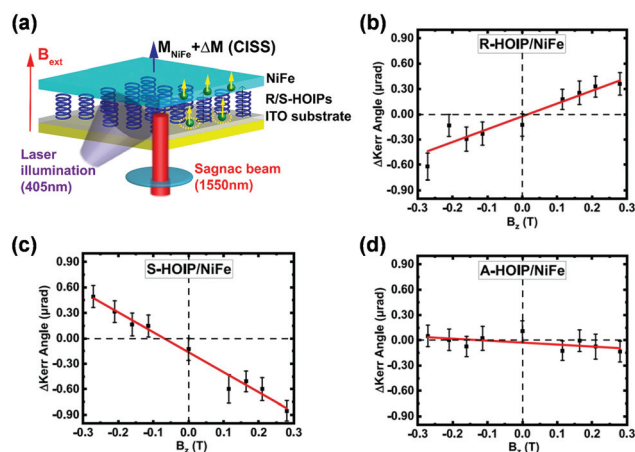 (a)
B_ext
M_NiFe+ΔM (CISS)
NiFe
R/S-HOIPs
ITO substrate
Laser
illumination
(405nm)
Sagnac beam
(1550nm)
(b)
R-HOIP/NiFe
ΔKerr Angle (μrad)
0.90
0.60
0.30
0.00
-0.30
-0.60
-0.90
-0.3 -0.2 -0.1 0.0 0.1 0.2 0.3
B_z (T)
(c)
S-HOIP/NiFe
ΔKerr Angle (μrad)
0.90
0.60
0.30
0.00
-0.30
-0.60
-0.90
-0.3 -0.2 -0.1 0.0 0.1 0.2 0.3
B_z (T)
(d)
A-HOIP/NiFe
ΔKerr Angle (μrad)
0.90
0.60
0.30
0.00
-0.30
-0.60
-0.90
-0.3 -0.2 -0.1 0.0 0.1 0.2 0.3
B_z (T)